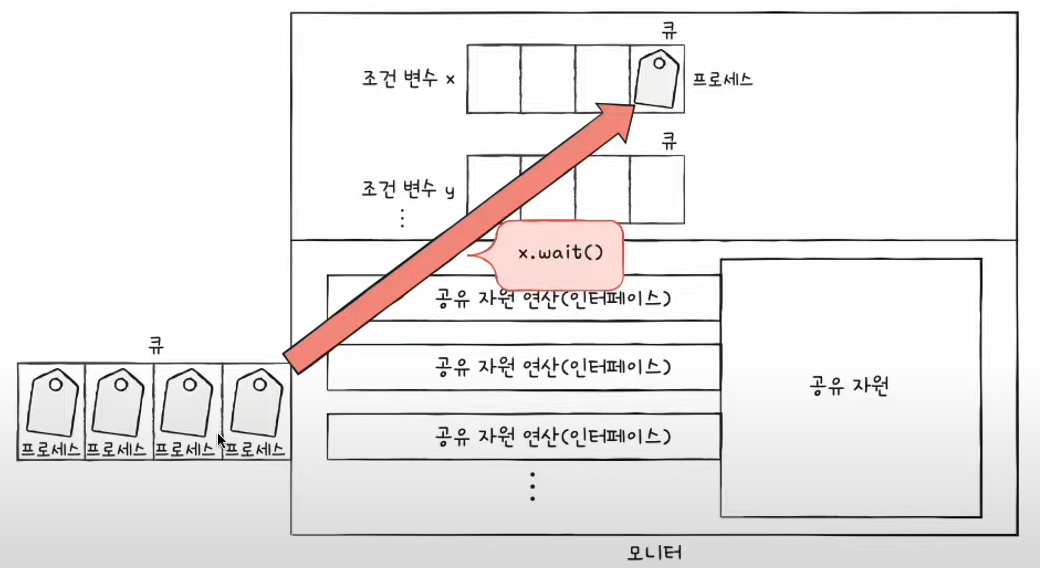 큐
조건 변수 x
프로세스
큐
조건 변수 y
x.wait()
공유 자원 연산(인터페이스)
큐
공유 자원 연산(인터페이스)
공유 자원
프로세스 프로세스 프로세스 프로세스
공유 자원 연산(인터페이스)
모니터